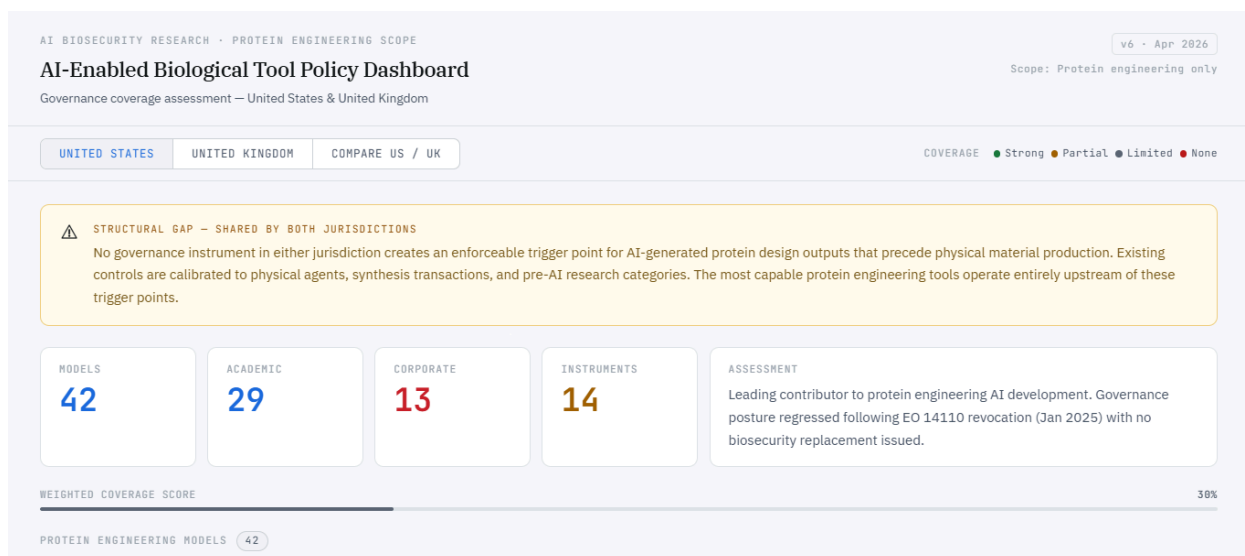 AI BIOSECURITY RESEARCH · PROTEIN ENGINEERING SCOPE
v6 · Apr 2026
AI-Enabled Biological Tool Policy Dashboard
Scope: Protein engineering only
Governance coverage assessment — United States & United Kingdom
UNITED STATES
UNITED KINGDOM
COMPARE US / UK
COVERAGE Strong Partial Limited None
STRUCTURAL GAP — SHARED BY BOTH JURISDICTIONS
No governance instrument in either jurisdiction creates an enforceable trigger point for AI-generated protein design outputs that precede physical material production. Existing
controls are calibrated to physical agents, synthesis transactions, and pre-AI research categories. The most capable protein engineering tools operate entirely upstream of these
trigger points.
MODELS
42
ACADEMIC
29
CORPORATE
13
INSTRUMENTS
14
ASSESSMENT
Leading contributor to protein engineering AI development. Governance
posture regressed following EO 14110 revocation (Jan 2025) with no
biosecurity replacement issued.
WEIGHTED COVERAGE SCORE
30%
PROTEIN ENGINEERING MODELS 42